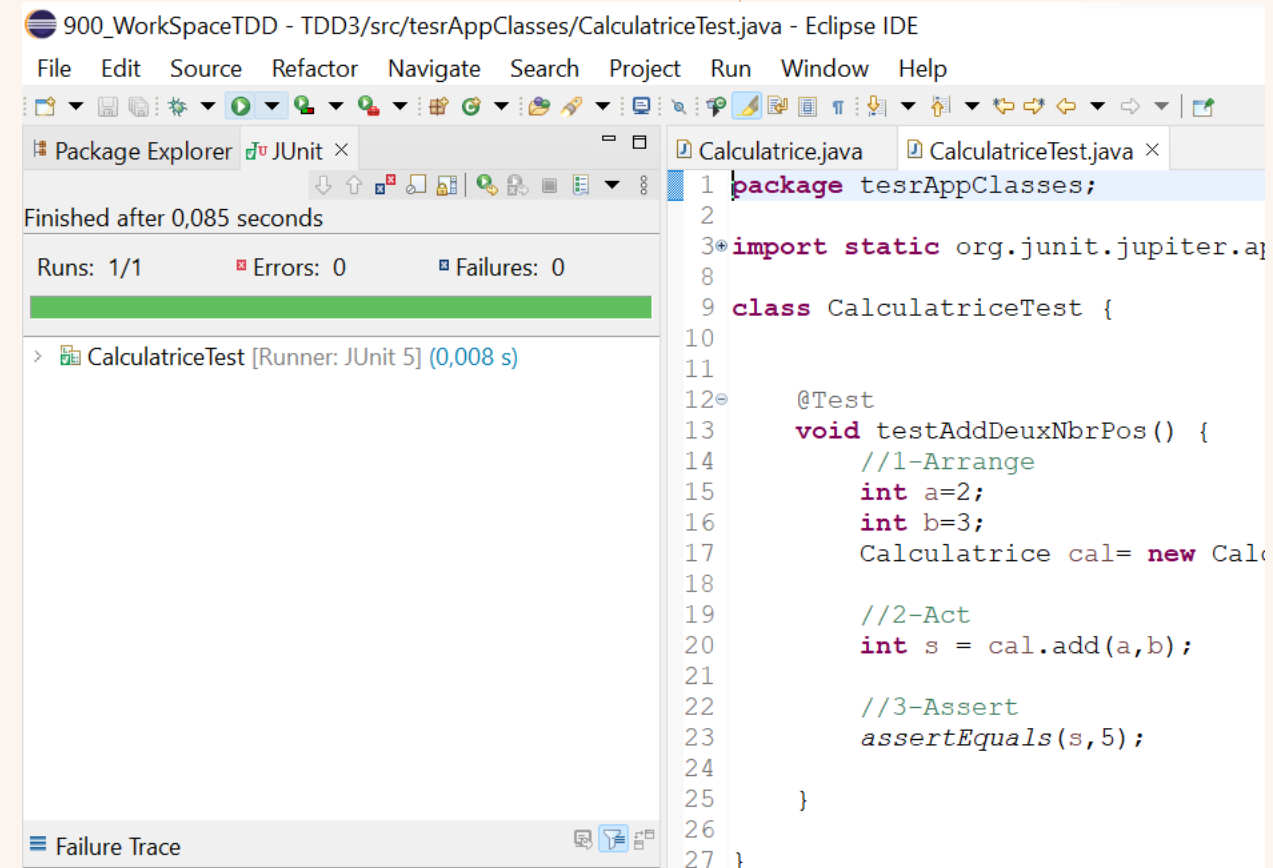 900_WorkSpaceTDD - TDD3/src/tesrAppClasses/CalculatriceTest.java - Eclipse IDE
File Edit Source Refactor Navigate Search Project Run Window Help
Package Explorer JUnit
Finished after 0,085 seconds
Runs: 1/1 Errors: 0 Failures: 0
CalculatriceTest [Runner: JUnit 5] (0,008 s)
Failure Trace
Calculatrice.java CalculatriceTest.java
1 package tesrAppClasses;
2
3 import static org.junit.jupiter.ap
8
9 class CalculatriceTest {
10
11
12 @Test
13 void testAddDeuxNbrPos() {
14 //1-Arrange
15 int a=2;
16 int b=3;
17 Calculatrice cal= new Calc
18
19 //2-Act
20 int s = cal.add(a,b);
21
22 //3-Assert
23 assertEquals(s,5);
24
25 }
26
27 }